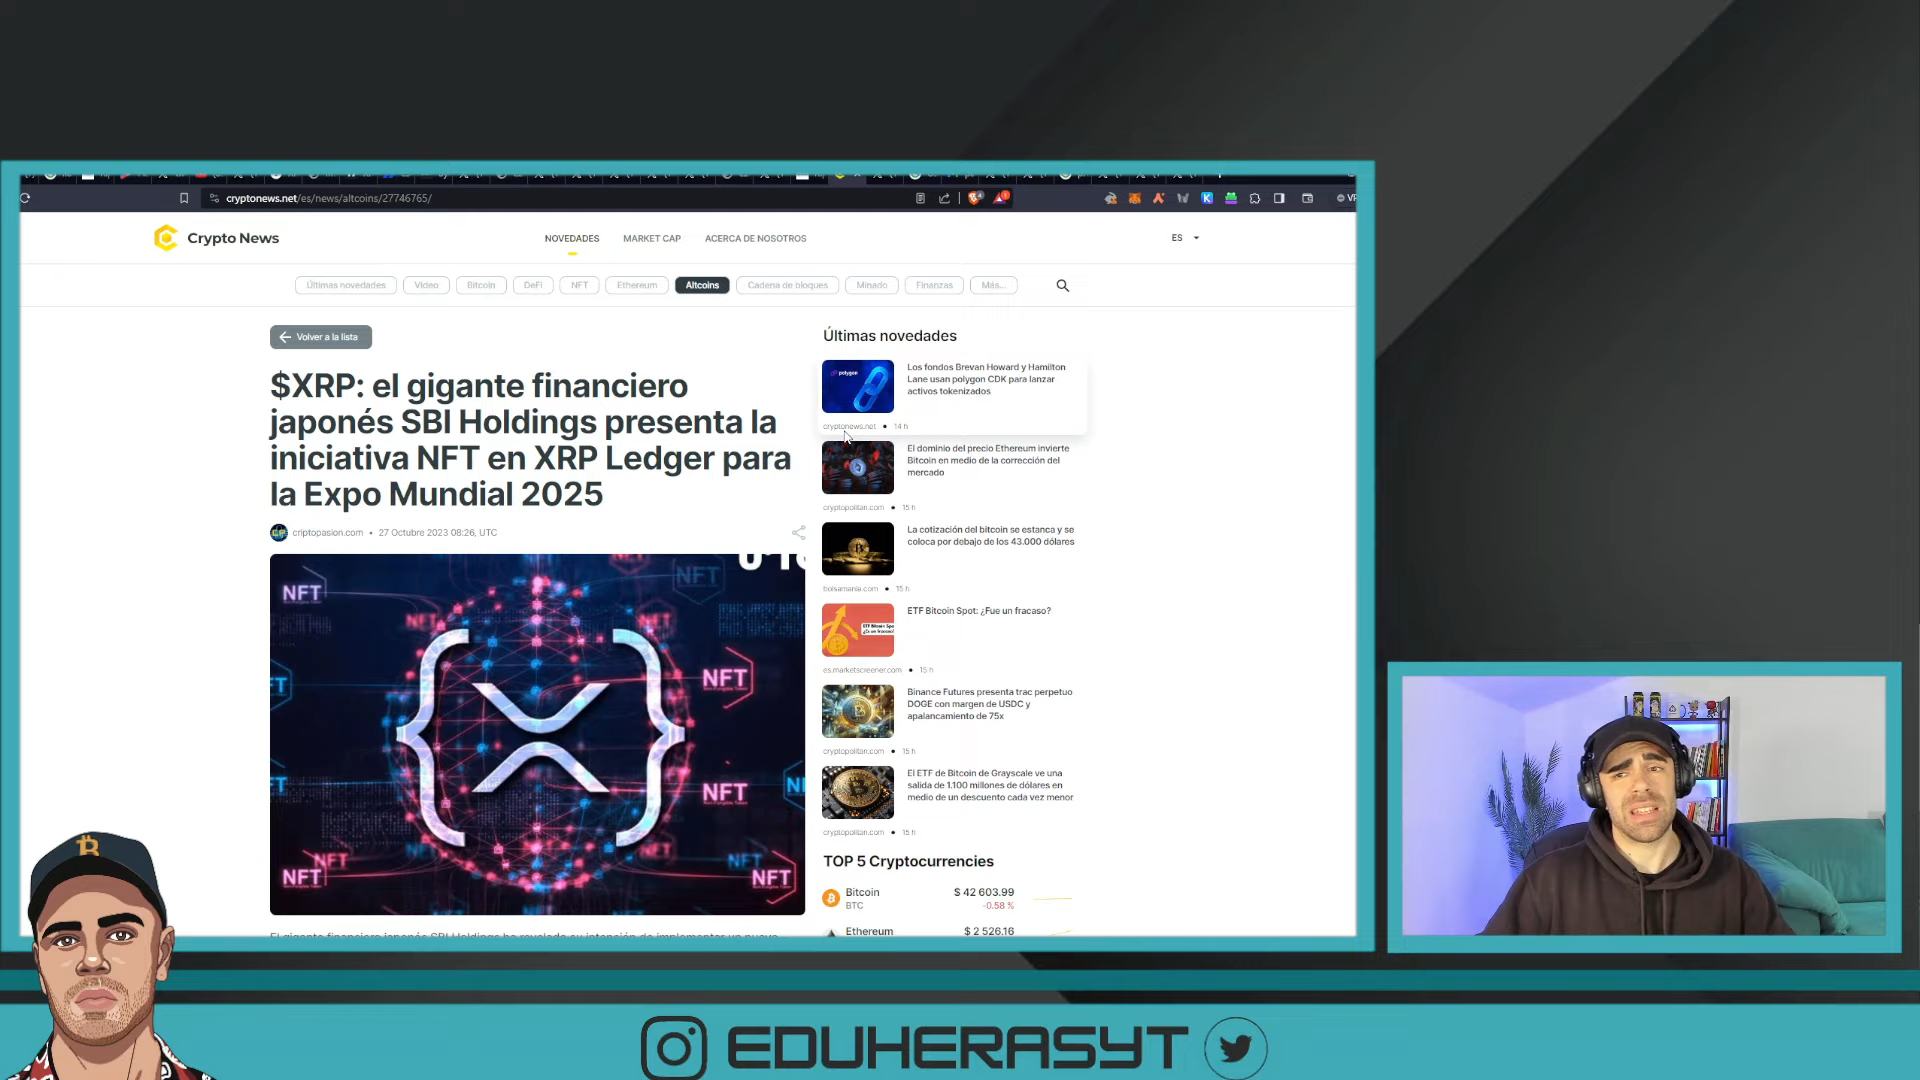 cryptonews.net/es/news/altcoins/27746765/
Crypto News
NOVEDADES
MARKET CAP
ACERCA DE NOSOTROS
ES
Últimas novedades
Video
Bitcoin
DeFi
NFT
Ethereum
Altcoins
Cadena de bloques
Minado
Finanzas
Más...
Volver a la lista
$XRP: el gigante financiero
japonés SBI Holdings presenta la
iniciativa NFT en XRP Ledger para
la Expo Mundial 2025
criptopasion.com • 27 Octubre 2023 08:26, UTC
NFT
NFT
NFT
NFT
NFT
NFT
NFT
NFT
NFT
Últimas novedades
polygon
Los fondos Brevan Howard y Hamilton
Lane usan polygon CDK para lanzar
activos tokenizados
cryptonews.net • 14 h
El dominio del precio Ethereum invierte
Bitcoin en medio de la corrección del
mercado
cryptopolitan.com • 15 h
La cotización del bitcoin se estanca y se
coloca por debajo de los 43.000 dólares
bolsamania.com • 15 h
ETF Bitcoin Spot: ¿Fue un fracaso?
es.marketscreener.com • 15 h
Binance Futures presenta trac perpetuo
DOGE con margen de USDC y
apalancamiento de 75x
cryptopolitan.com • 15 h
El ETF de Bitcoin de Grayscale ve una
salida de 1.100 millones de dólares en
medio de un descuento cada vez menor
cryptopolitan.com • 15 h
TOP 5 Cryptocurrencies
Bitcoin
$ 42 603.99
BTC
-0.58 %
Ethereum
$ 2 526.16
EDUHERASYT